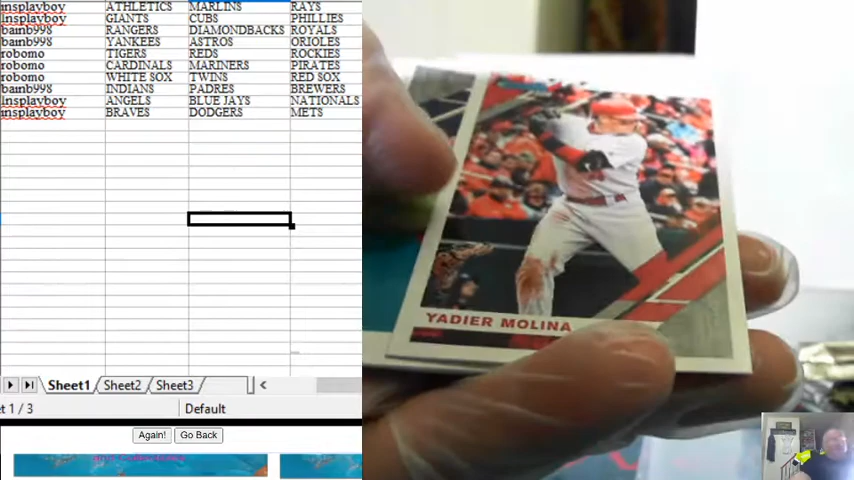 insplayboy ATHLETICS MARLINS RAYS
insplayboy GIANTS CUBS PHILLIES
bamb998 RANGERS DIAMONDBACKS ROYALS
bamb998 YANKEES ASTROS ORIOLES
robomo TIGERS REDS ROCKIES
robomo CARDINALS MARINERS PIRATES
robomo WHITE SOX TWINS RED SOX
bamb998 INDIANS PADRES BREWERS
insplayboy ANGELS BLUE JAYS NATIONALS
insplayboy BRAVES DODGERS METS
Sheet1 Sheet2 Sheet3
et 1 / 3 Default
Again! Go Back
YADIER MOLINA